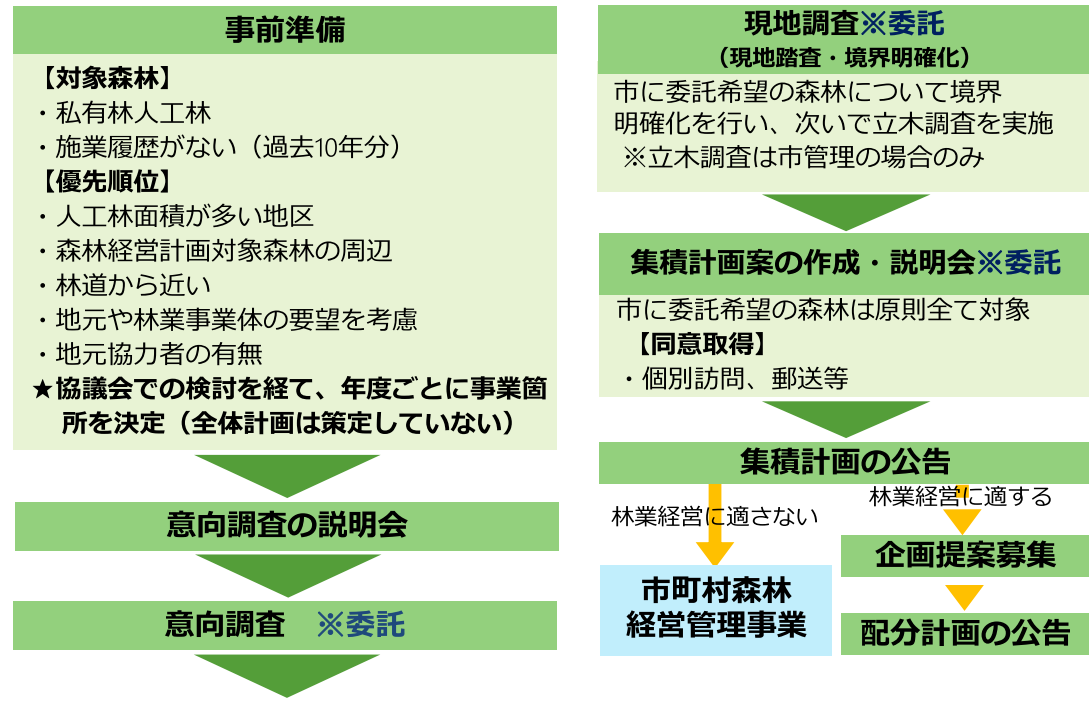 事前準備
【対象森林】
・私有林人工林
・施業履歴がない（過去10年分）
【優先順位】
・人工林面積が多い地区
・森林経営計画対象森林の周辺
・林道から近い
・地元や林業事業体の要望を考慮
・地元協力者の有無
★協議会での検討を経て、年度ごとに事業箇
所を決定（全体計画は策定していない）
意向調査の説明会
意向調査　※委託
現地調査※委託
（現地踏査・境界明確化）
市に委託希望の森林について境界
明確化を行い、次いで立木調査を実施
※立木調査は市管理の場合のみ
集積計画案の作成・説明会※委託
市に委託希望の森林は原則全て対象
【同意取得】
・個別訪問、郵送等
集積計画の公告
林業経営に適さない
市町村森林
経営管理事業
林業経営に適する
企画提案募集
配分計画の公告